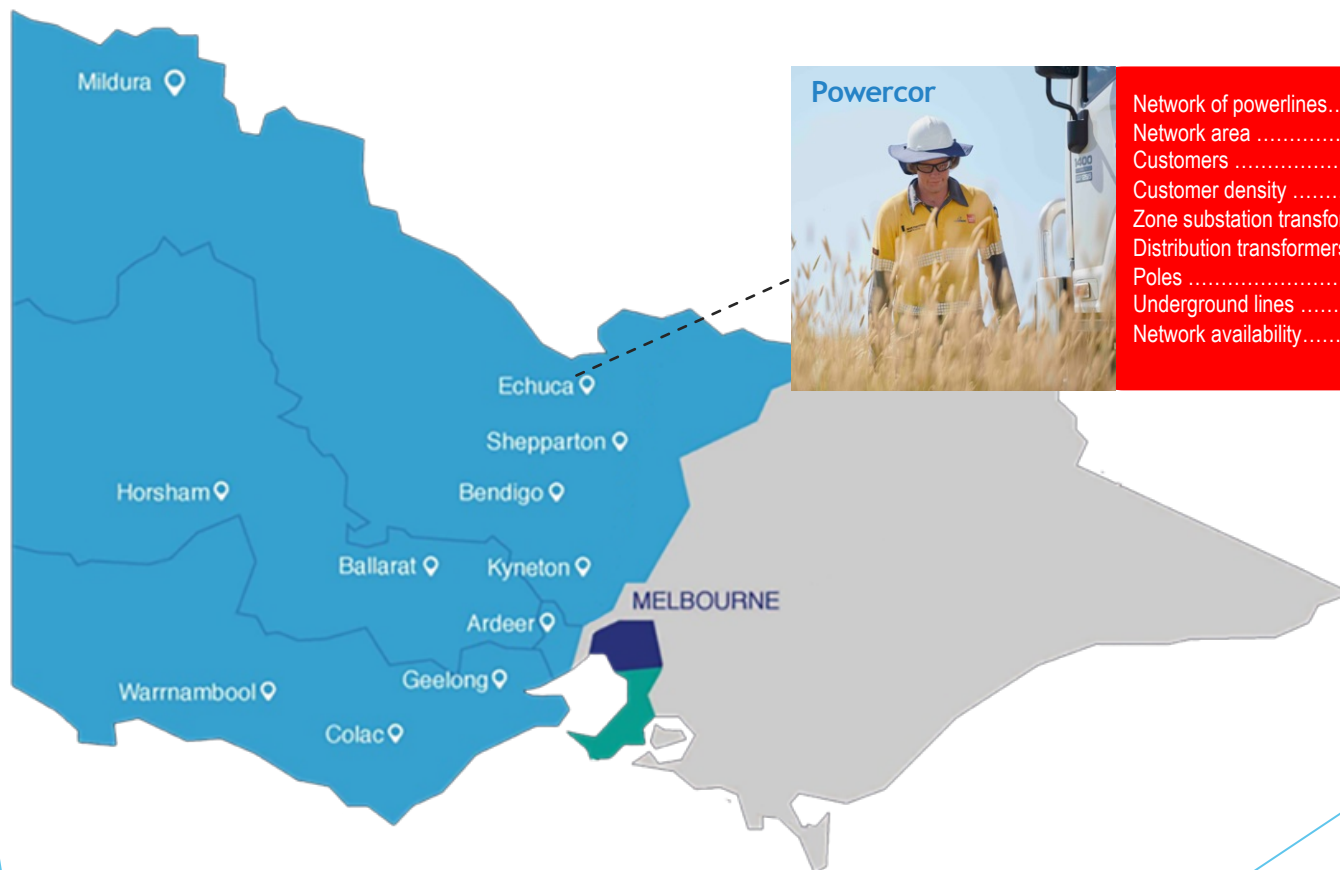 Mildura
Powercor
Network of powerlines…
Network area ………….
Customers ………………
Customer density ……..
Zone substation transfor
Distribution transformers
Poles ……………………
Underground lines …….
Network availability……
Echuca
Shepparton
Horsham
Bendigo
Ballarat
Kyneton
MELBOURNE
Ardeer
Geelong
Warrnambool
Colac